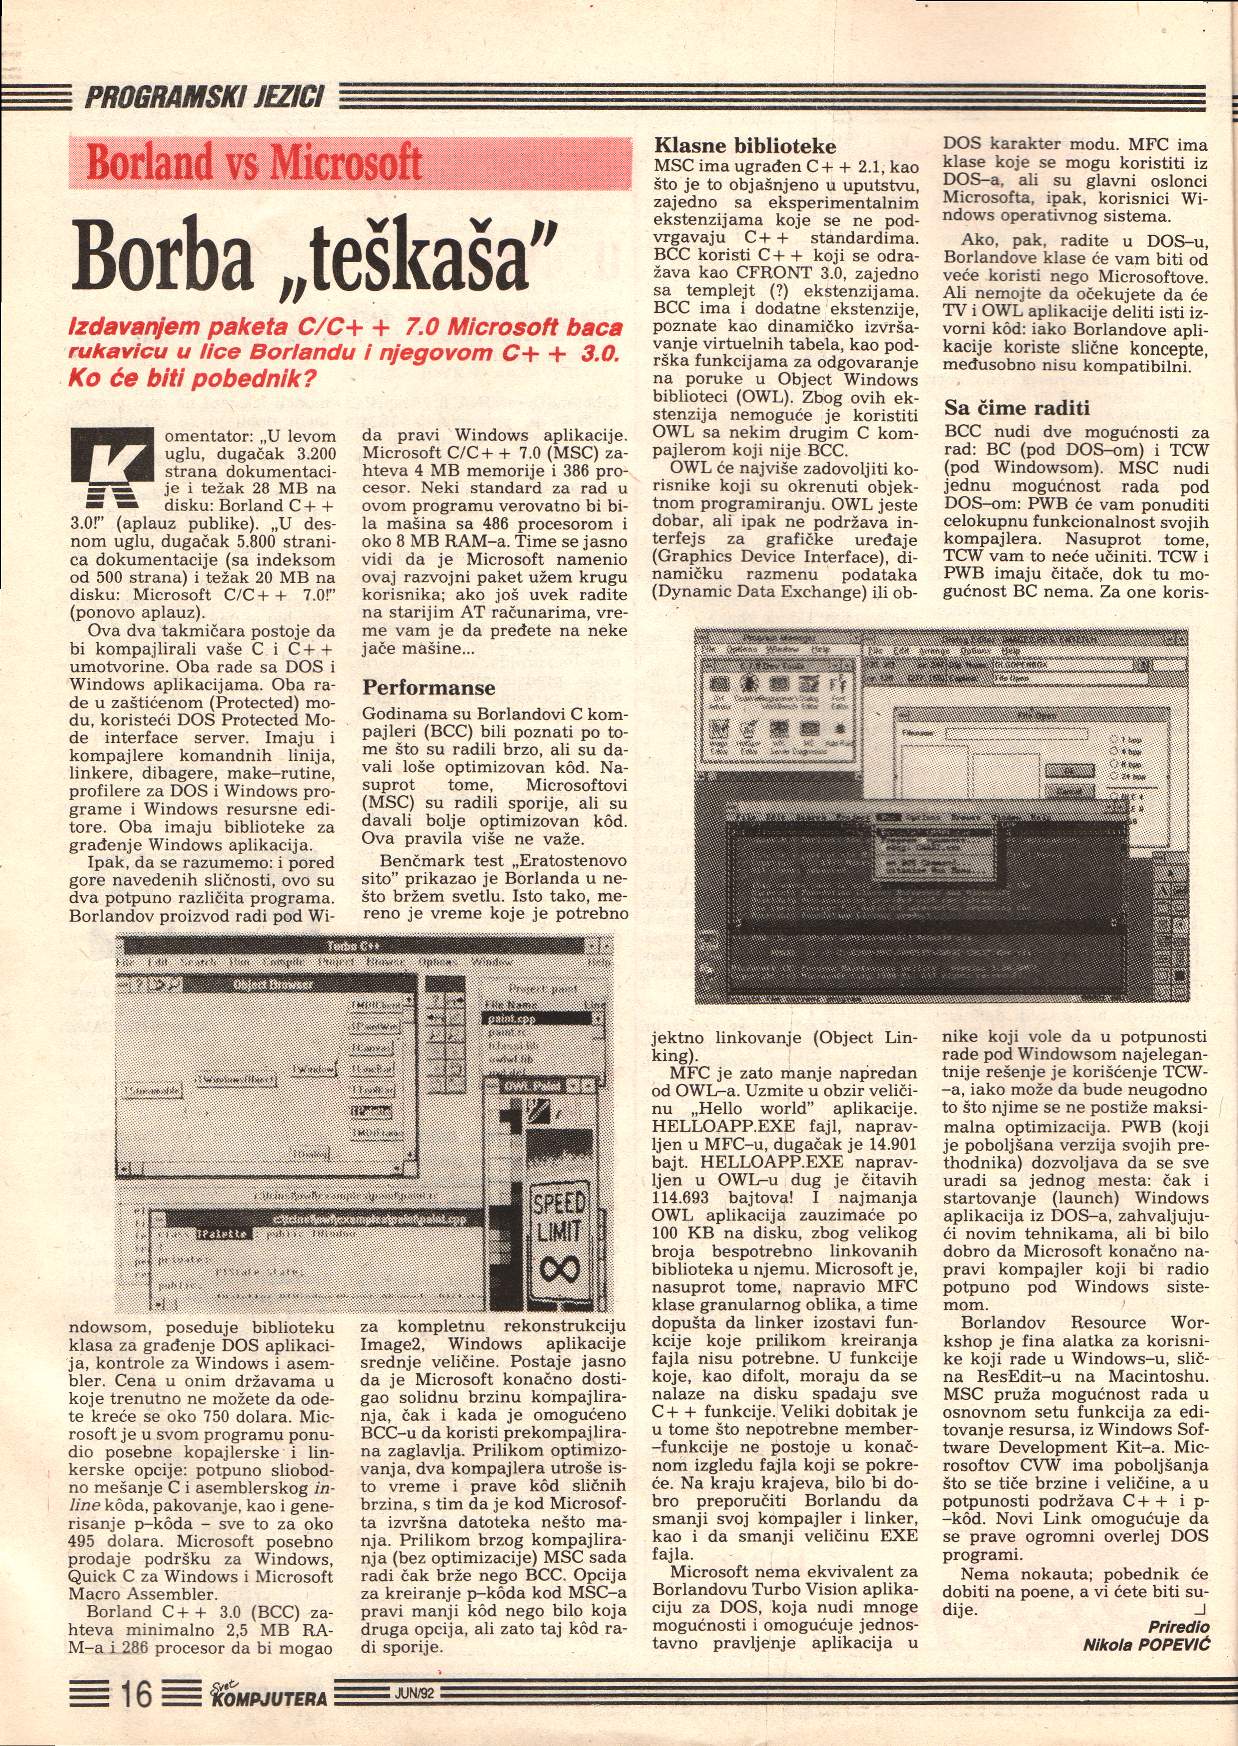 PROGRAMSKI JEZICI
Borland vs Microsoft
Borba „teškaša”
Izdavanjem paketa C/C++ 7.0 Microsoft baca
rukavicu u lice Borlandu i njegovom C++ 3.0.
Ko će biti pobednik?
Komentator: „U levom
uglu, dugačak 3.200
strana dokumentaci-
je i težak 28 MB na
disku: Borland C++
3.0!” (aplauz publike). „U des-
nom uglu, dugačak 5.800 strani-
ca dokumentacije (sa indeksom
od 500 strana) i težak 20 MB na
disku: Microsoft C/C++ 7.0!”
(ponovo aplauz).
Ova dva takmičara postoje da
bi kompajlirali vaše C i C++
umotvorine. Oba rade sa DOS i
Windows aplikacijama. Oba ra-
de u zaštićenom (Protected) mo-
du, koristeći DOS Protected Mo-
de interface server. Imaju i
kompajlere komandnih linija,
linkere, dibagere, make–rutine,
profilere za DOS i Windows pro-
grame i Windows resursne edi-
tore. Oba imaju biblioteke za
građenje Windows aplikacija.
Ipak, da se razumemo: i pored
gore navedenih sličnosti, ovo su
dva potpuno različita programa.
Borlandov proizvod radi pod Wi-
Turbo C++
File Edit Search Run Compile Project Browse Options Window Help
Object Browser
Project paint
File Name
paint.cpp
OWL Paint
SPEED
LIMIT
∞
c:\tcinst\owl\examples\paint\paint.cpp
class TPalette : public TWindow
private:
public:
ndowsom, poseduje biblioteku
klasa za građenje DOS aplikaci-
ja, kontrole za Windows i asem-
bler. Cena u onim državama u
koje trenutno ne možete da ode-
te kreće se oko 750 dolara. Mic-
rosoft je u svom programu ponu-
dio posebne kopajlerske i lin-
kerske opcije: potpuno sliobod-
no mešanje C i asemblerskog in-
line kôda, pakovanje, kao i gene-
risanje p–kôda – sve to za oko
495 dolara. Microsoft posebno
prodaje podršku za Windows,
Quick C za Windows i Microsoft
Macro Assembler.
Borland C++ 3.0 (BCC) za-
hteva minimalno 2,5 MB RA-
M–a i 286 procesor da bi mogao
da pravi Windows aplikacije.
Microsoft C/C++ 7.0 (MSC) za-
hteva 4 MB memorije i 386 pro-
cesor. Neki standard za rad u
ovom programu verovatno bi bi-
la mašina sa 486 procesorom i
oko 8 MB RAM–a. Time se jasno
vidi da je Microsoft namenio
ovaj razvojni paket užem krugu
korisnika; ako još uvek radite
na starijim AT računarima, vre-
me vam je da pređete na neke
jače mašine...
Performanse
Godinama su Borlandovi C kom-
pajleri (BCC) bili poznati po to-
me što su radili brzo, ali su da-
vali loše optimizovan kôd. Na-
suprot tome, Microsoftovi
(MSC) su radili sporije, ali su
davali bolje optimizovan kôd.
Ova pravila više ne važe.
Benčmark test „Eratostenovo
sito” prikazao je Borlanda u ne-
što bržem svetlu. Isto tako, me-
reno je vreme koje je potrebno
za kompletnu rekonstrukciju
Image2, Windows aplikacije
srednje veličine. Postaje jasno
da je Microsoft konačno dosti-
gao solidnu brzinu kompajlira-
nja, čak i kada je omogućeno
BCC–u da koristi prekompajlira-
na zaglavlja. Prilikom optimizo-
vanja, dva kompajlera utroše is-
to vreme i prave kôd sličnih
brzina, s tim da je kod Microsof-
ta izvršna datoteka nešto ma-
nja. Prilikom brzog kompajlira-
nja (bez optimizacije) MSC sada
radi čak brže nego BCC. Opcija
za kreiranje p–kôda kod MSC–a
pravi manji kôd nego bilo koja
druga opcija, ali zato taj kôd ra-
di sporije.
Klasne biblioteke
MSC ima ugrađen C++ 2.1, kao
što je to objašnjeno u uputstvu,
zajedno sa eksperimentalnim
ekstenzijama koje se ne pod-
vrgavaju C++ standardima.
BCC koristi C++ koji se odra-
žava kao CFRONT 3.0, zajedno
sa templejt (?) ekstenzijama.
BCC ima i dodatne ekstenzije,
poznate kao dinamičko izvrša-
vanje virtuelnih tabela, kao pod-
rška funkcijama za odgovaranje
na poruke u Object Windows
biblioteci (OWL). Zbog ovih ek-
stenzija nemoguće je koristiti
OWL sa nekim drugim C kom-
pajlerom koji nije BCC.
OWL će najviše zadovoljiti ko-
risnike koji su okrenuti objek-
tnom programiranju. OWL jeste
dobar, ali ipak ne podržava in-
terfejs za grafičke uređaje
(Graphics Device Interface), di-
namičku razmenu podataka
(Dynamic Data Exchange) ili ob-
Program Manager
File Options Window Help
File Edit Arrange Options Help
File Open
jektno linkovanje (Object Lin-
king).
MFC je zato manje napredan
od OWL–a. Uzmite u obzir veliči-
nu „Hello world” aplikacije.
HELLOAPP.EXE fajl, naprav-
ljen u MFC–u, dugačak je 14.901
bajt. HELLOAPP.EXE naprav-
ljen u OWL–u dug je čitavih
114.693 bajtova! I najmanja
OWL aplikacija zauzimaće po
100 KB na disku, zbog velikog
broja bespotrebno linkovanih
biblioteka u njemu. Microsoft je,
nasuprot tome, napravio MFC
klase granularnog oblika, a time
dopušta da linker izostavi fun-
kcije koje prilikom kreiranja
fajla nisu potrebne. U funkcije
koje, kao difolt, moraju da se
nalaze na disku spadaju sve
C++ funkcije. Veliki dobitak je
u tome što nepotrebne member-
–funkcije ne postoje u konač-
nom izgledu fajla koji se pokre-
će. Na kraju krajeva, bilo bi do-
bro preporučiti Borlandu da
smanji svoj kompajler i linker,
kao i da smanji veličinu EXE
fajla.
Microsoft nema ekvivalent za
Borlandovu Turbo Vision aplika-
ciju za DOS, koja nudi mnoge
mogućnosti i omogućuje jednos-
tavno pravljenje aplikacija u
DOS karakter modu. MFC ima
klase koje se mogu koristiti iz
DOS–a, ali su glavni oslonci
Microsofta, ipak, korisnici Wi-
ndows operativnog sistema.
Ako, pak, radite u DOS–u,
Borlandove klase će vam biti od
veće koristi nego Microsoftove.
Ali nemojte da očekujete da će
TV i OWL aplikacije deliti isti iz-
vorni kôd: iako Borlandove apli-
kacije koriste slične koncepte,
međusobno nisu kompatibilni.
Sa čime raditi
BCC nudi dve mogućnosti za
rad: BC (pod DOS–om) i TCW
(pod Windowsom). MSC nudi
jednu mogućnost rada pod
DOS–om: PWB će vam ponuditi
celokupnu funkcionalnost svojih
kompajlera. Nasuprot tome,
TCW vam to neće učiniti. TCW i
PWB imaju čitače, dok tu mo-
gućnost BC nema. Za one koris-
nike koji vole da u potpunosti
rade pod Windowsom najelegan-
tnije rešenje je korišćenje TCW-
–a, iako može da bude neugodno
to što njime se ne postiže maksi-
malna optimizacija. PWB (koji
je poboljšana verzija svojih pre-
thodnika) dozvoljava da se sve
uradi sa jednog mesta: čak i
startovanje (launch) Windows
aplikacija iz DOS–a, zahvaljuju-
ći novim tehnikama, ali bi bilo
dobro da Microsoft konačno na-
pravi kompajler koji bi radio
potpuno pod Windows siste-
mom.
Borlandov Resource Wor-
kshop je fina alatka za korisni-
ke koji rade u Windows–u, slič-
na ResEdit–u na Macintoshu.
MSC pruža mogućnost rada u
osnovnom setu funkcija za edi-
tovanje resursa, iz Windows Sof-
tware Development Kit–a. Mic-
rosoftov CVW ima poboljšanja
što se tiče brzine i veličine, a u
potpunosti podržava C++ i p-
–kôd. Novi Link omogućuje da
se prave ogromni overlej DOS
programi.
Nema nokauta; pobednik će
dobiti na poene, a vi ćete biti su-
dije.
Priredio
Nikola POPEVIĆ
16 Svet KOMPJUTERA JUN/92